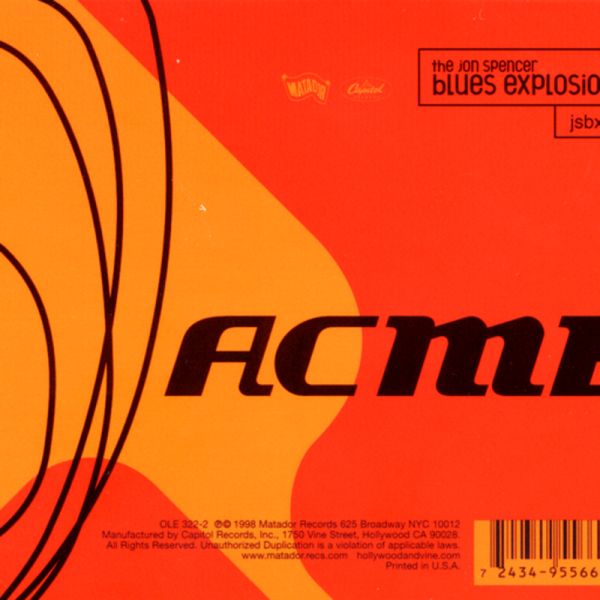 MATADOR
Capitol
the jon spencer
blues explosio
jsbx
ACME
OLE 322-2 ℗© 1998 Matador Records 625 Broadway NYC 10012
Manufactured by Capitol Records, Inc., 1750 Vine Street, Hollywood CA 90028.
All Rights Reserved. Unauthorized Duplication is a violation of applicable laws.
www.matador.recs.com hollywoodandvine.com
Printed in U.S.A.
7 2434-95566